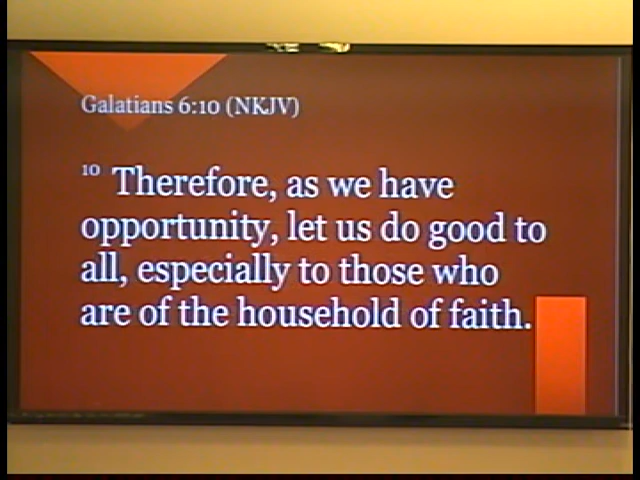 Galatians 6:10 (NKJV)
10 Therefore, as we have
opportunity, let us do good to
all, especially to those who
are of the household of faith.